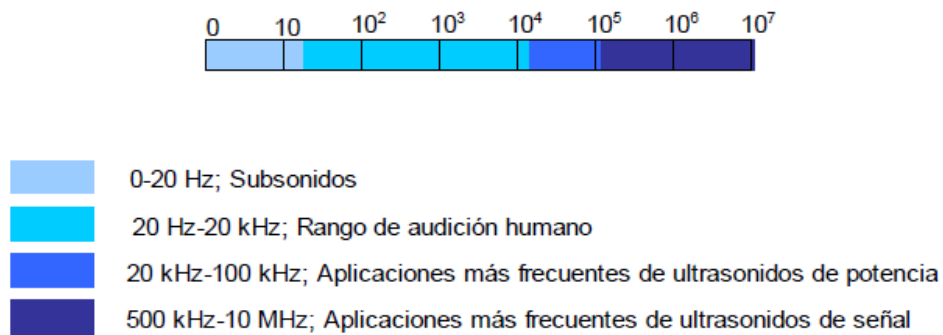 0 10 10² 10³ 10⁴ 10⁵ 10⁶ 10⁷
0-20 Hz; Subsonidos
20 Hz-20 kHz; Rango de audición humano
20 kHz-100 kHz; Aplicaciones más frecuentes de ultrasonidos de potencia
500 kHz-10 MHz; Aplicaciones más frecuentes de ultrasonidos de señal